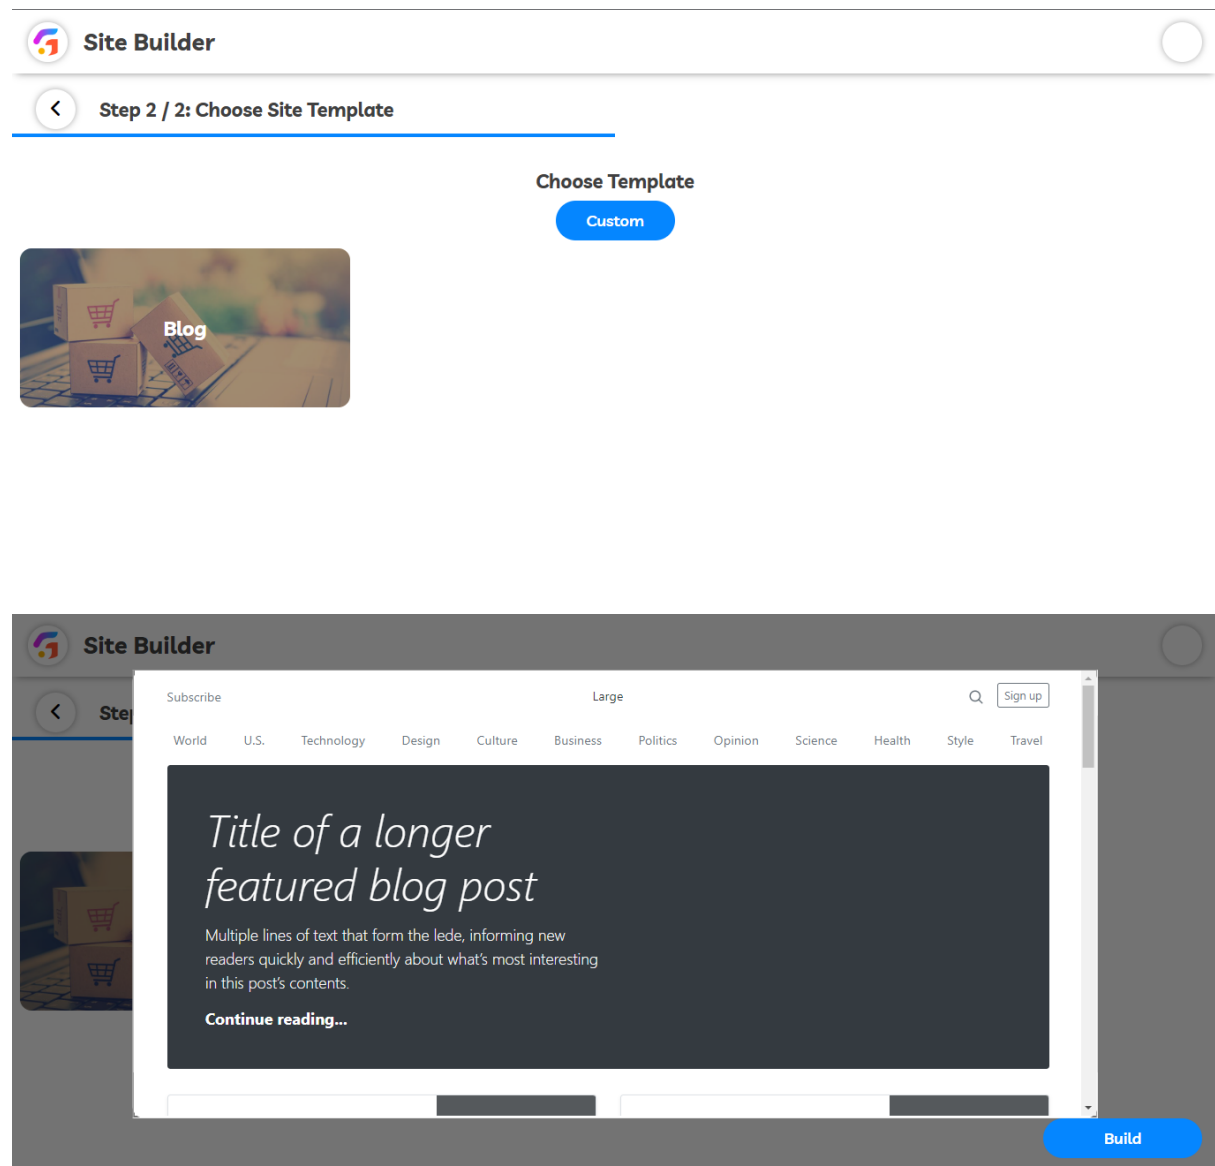 Site Builder
Step 2 / 2: Choose Site Template
Choose Template
Custom
Blog
Site Builder
Subscribe
Large
Sign up
Step
World U.S. Technology Design Culture Business Politics Opinion Science Health Style Travel
Title of a longer
featured blog post
Multiple lines of text that form the lede, informing new
readers quickly and efficiently about what's most interesting
in this post's contents.
Continue reading...
Build